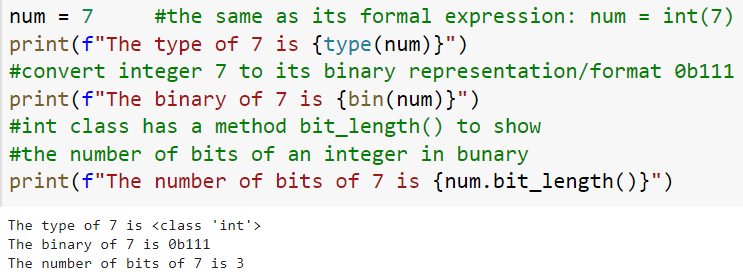 num = 7     #the same as its formal expression: num = int(7)
print(f"The type of 7 is {type(num)}")
#convert integer 7 to its binary representation/format 0b111
print(f"The binary of 7 is {bin(num)}")
#int class has a method bit_length() to show
#the number of bits of an integer in bunary
print(f"The number of bits of 7 is {num.bit_length()}")
The type of 7 is <class 'int'>
The binary of 7 is 0b111
The number of bits of 7 is 3